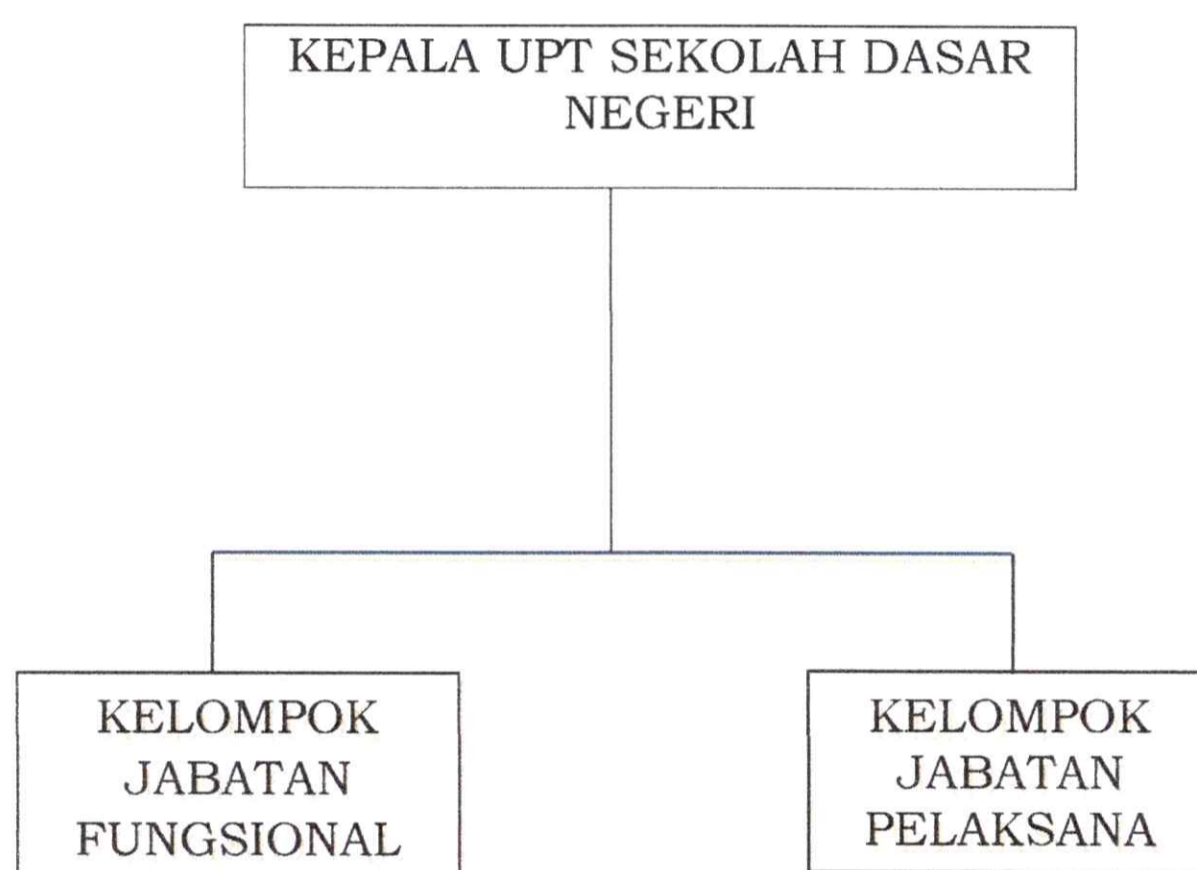 KEPALA UPT SEKOLAH DASAR
NEGERI
KELOMPOK
JABATAN
FUNGSIONAL
KELOMPOK
JABATAN
PELAKSANA